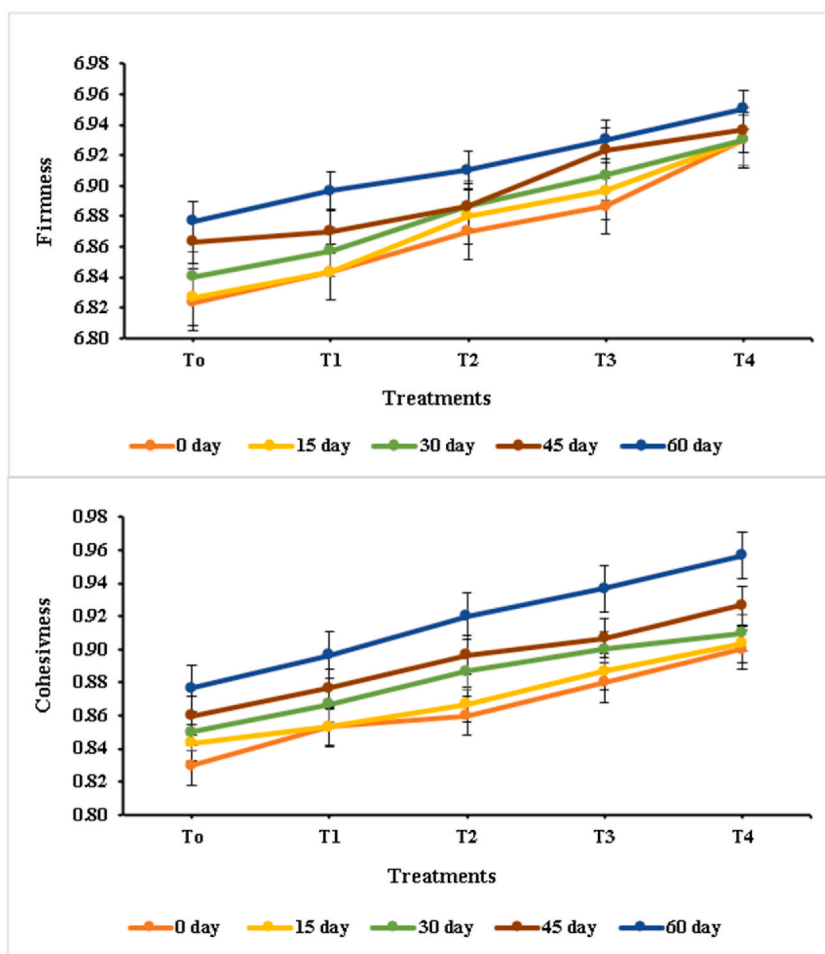 6.98
6.96
6.94
6.92
6.90
6.88
6.86
6.84
6.82
6.80
Firmness
To T1 T2 T3 T4
Treatments
0 day 15 day 30 day 45 day 60 day
0.98
0.96
0.94
0.92
0.90
0.88
0.86
0.84
0.82
0.80
Cohesivness
To T1 T2 T3 T4
Treatments
0 day 15 day 30 day 45 day 60 day